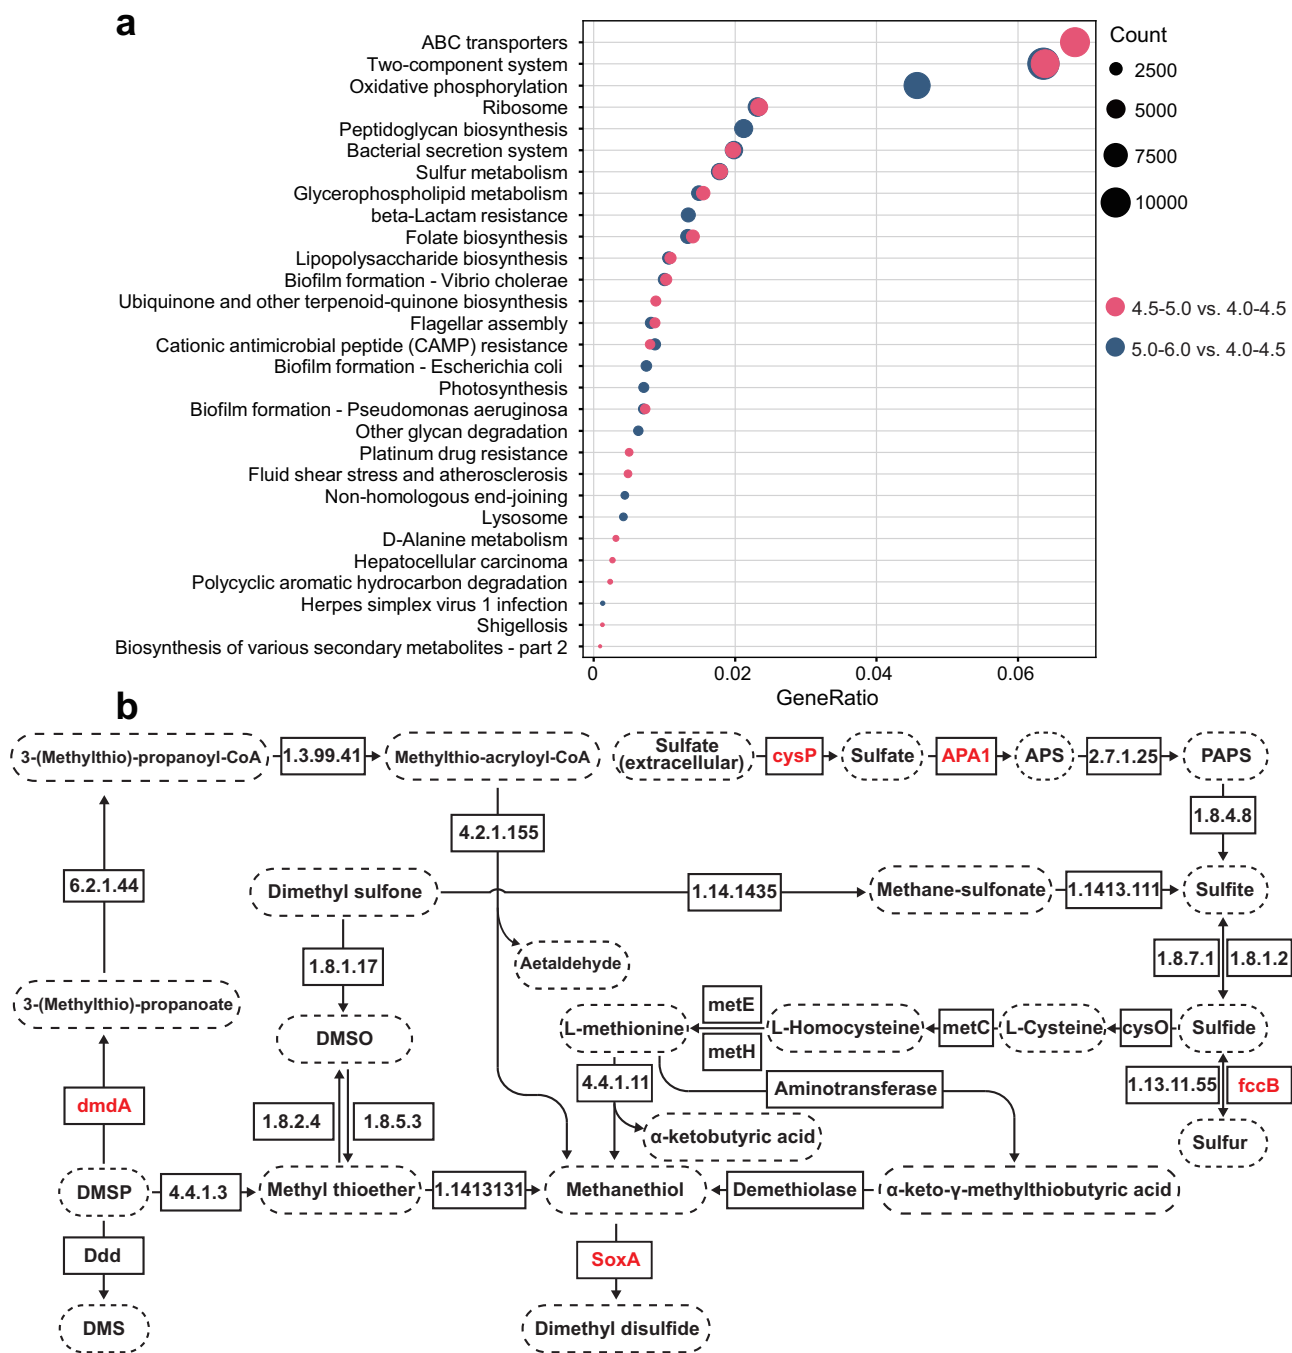 a
ABC transporters
Two-component system
Oxidative phosphorylation
Ribosome
Peptidoglycan biosynthesis
Bacterial secretion system
Sulfur metabolism
Glycerophospholipid metabolism
beta-Lactam resistance
Folate biosynthesis
Lipopolysaccharide biosynthesis
Biofilm formation - Vibrio cholerae
Ubiquinone and other terpenoid-quinone biosynthesis
Flagellar assembly
Cationic antimicrobial peptide (CAMP) resistance
Biofilm formation - Escherichia coli
Photosynthesis
Biofilm formation - Pseudomonas aeruginosa
Other glycan degradation
Platinum drug resistance
Fluid shear stress and atherosclerosis
Non-homologous end-joining
Lysosome
D-Alanine metabolism
Hepatocellular carcinoma
Polycyclic aromatic hydrocarbon degradation
Herpes simplex virus 1 infection
Shigellosis
Biosynthesis of various secondary metabolites - part 2
0 0.02 0.04 0.06
GeneRatio
Count
2500
5000
7500
10000
4.5-5.0 vs. 4.0-4.5
5.0-6.0 vs. 4.0-4.5
b
3-(Methylthio)-propanoyl-CoA 1.3.99.41 Methylthio-acryloyl-CoA
Sulfate
(extracellular)
cysP Sulfate APA1 APS 2.7.1.25 PAPS
4.2.1.155
1.8.4.8
6.2.1.44
Dimethyl sulfone 1.14.1435 Methane-sulfonate 1.1413.111 Sulfite
1.8.1.17
Aetaldehyde
1.8.7.1 1.8.1.2
3-(Methylthio)-propanoate
DMSO
L-methionine
metE
metH
L-Homocysteine metC L-Cysteine cysO Sulfide
4.4.1.11 Aminotransferase
1.13.11.55 fccB
dmdA
1.8.2.4 1.8.5.3
α-ketobutyric acid
Sulfur
DMSP 4.4.1.3 Methyl thioether 1.1413131 Methanethiol Demethiolase α-keto-γ-methylthiobutyric acid
Ddd
SoxA
DMS
Dimethyl disulfide